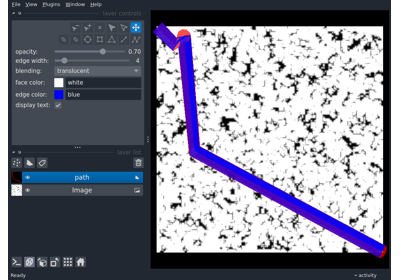 File View Plugins Window Help
layer controls
opacity: 0.70
edge width: 4
blending: translucent
face color: white
edge color: blue
display text:
layer list
path
Image
Ready
activity